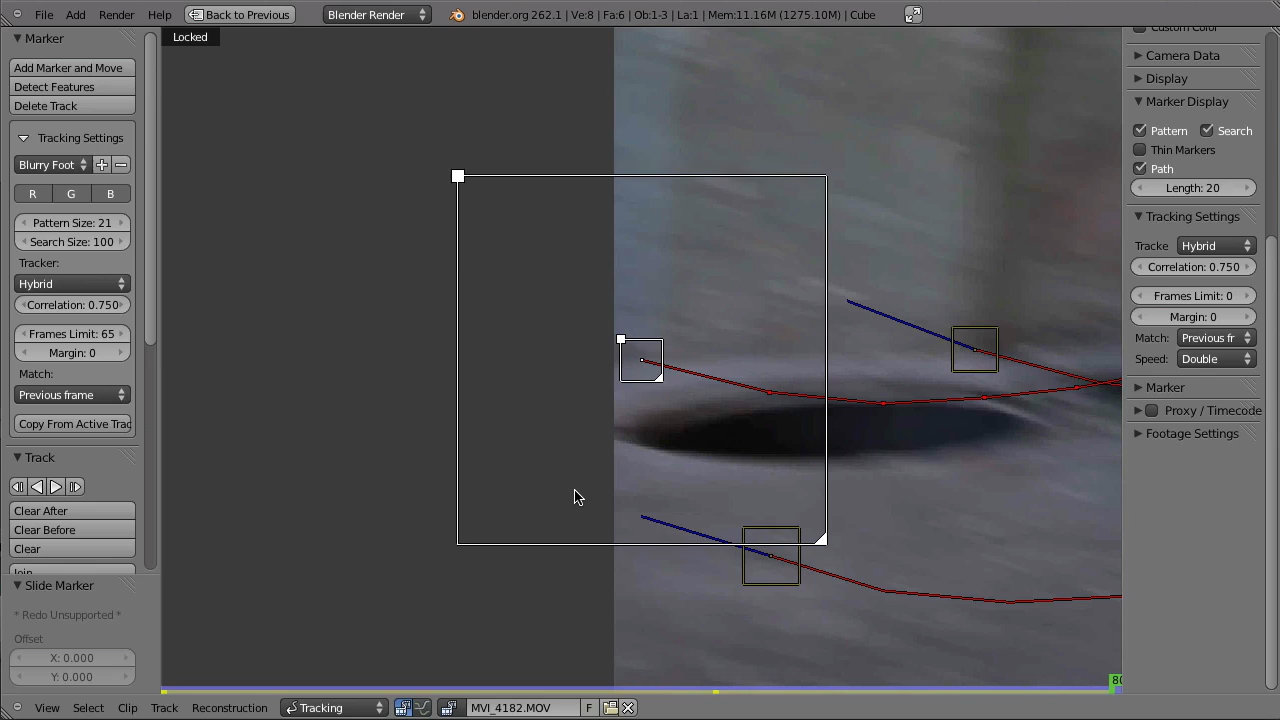 File Add Render Help Back to Previous Blender Render blender.org 262.1 | Ve:8 | Fa:6 | Ob:1-3 | La:1 | Mem:11.16M (1275.10M) | Cube
Marker
Add Marker and Move
Detect Features
Delete Track
Tracking Settings
Blurry Foot
R G B
Pattern Size: 21
Search Size: 100
Tracker:
Hybrid
Correlation: 0.750
Frames Limit: 65
Margin: 0
Match:
Previous frame
Copy From Active Trac
Track
Clear After
Clear Before
Clear
Join
Slide Marker
* Redo Unsupported *
Offset
X: 0.000
Y: 0.000
Locked
80
Custom Color
Camera Data
Display
Marker Display
Pattern Search
Thin Markers
Path
Length: 20
Tracking Settings
Tracke Hybrid
Correlation: 0.750
Frames Limit: 0
Margin: 0
Match: Previous fr
Speed: Double
Marker
Proxy / Timecode
Footage Settings
View Select Clip Track Reconstruction Tracking MVI_4182.MOV F